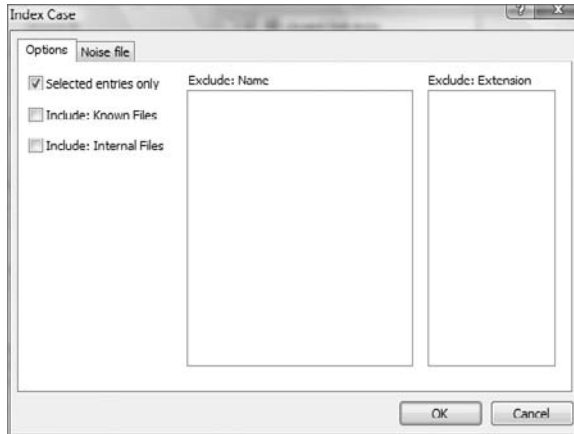 Index Case
Options
Noise file
Selected entries only
Include: Known Files
Include: Internal Files
Exclude: Name
Exclude: Extension
OK
Cancel